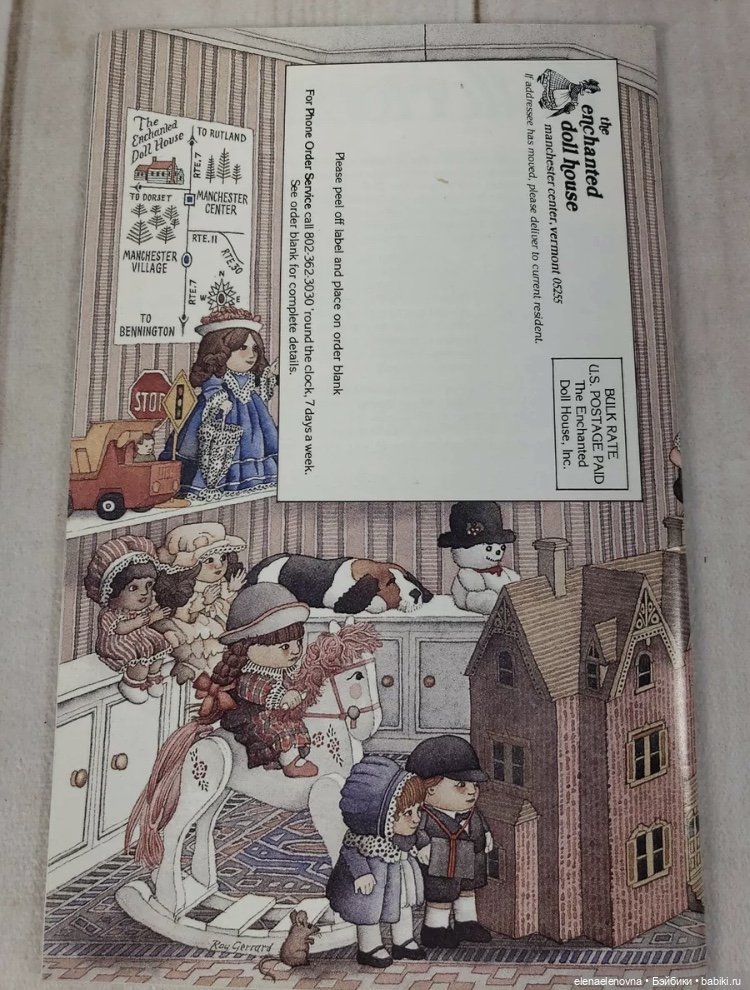 The
Enchanted
Doll House
TO RUTLAND
RTE.7
TO DORSET
MANCHESTER
CENTER
RTE.11
RTE.30
MANCHESTER
VILLAGE
RTE.7
N
W
E
TO
BENNINGTON
STOP
the
enchanted
doll house
manchester center, vermont 05255
If addressee has moved, please deliver to current resident.
BULK RATE
U.S. POSTAGE PAID
The Enchanted
Doll House, Inc.
Please peel off label and place on order blank
For Phone Order Service call 802-362-3030 'round the clock, 7 days a week.
See order blank for complete details.
Roy Gerrard
elenaelenovna • Бэйбики • babiki.ru